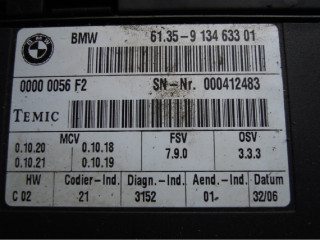 BMW 61.35-9 134 633 01
0000 0056 F2 SN-Nr. 000412483
TEMIC
MCV FSV OSV
0.10.20 0.10.18 7.9.0 3.3.3
0.10.21 0.10.19
HW Codier-Ind. Diagn.-Ind. Aend.-Ind. Datum
C 02 21 3152 01- 32/06